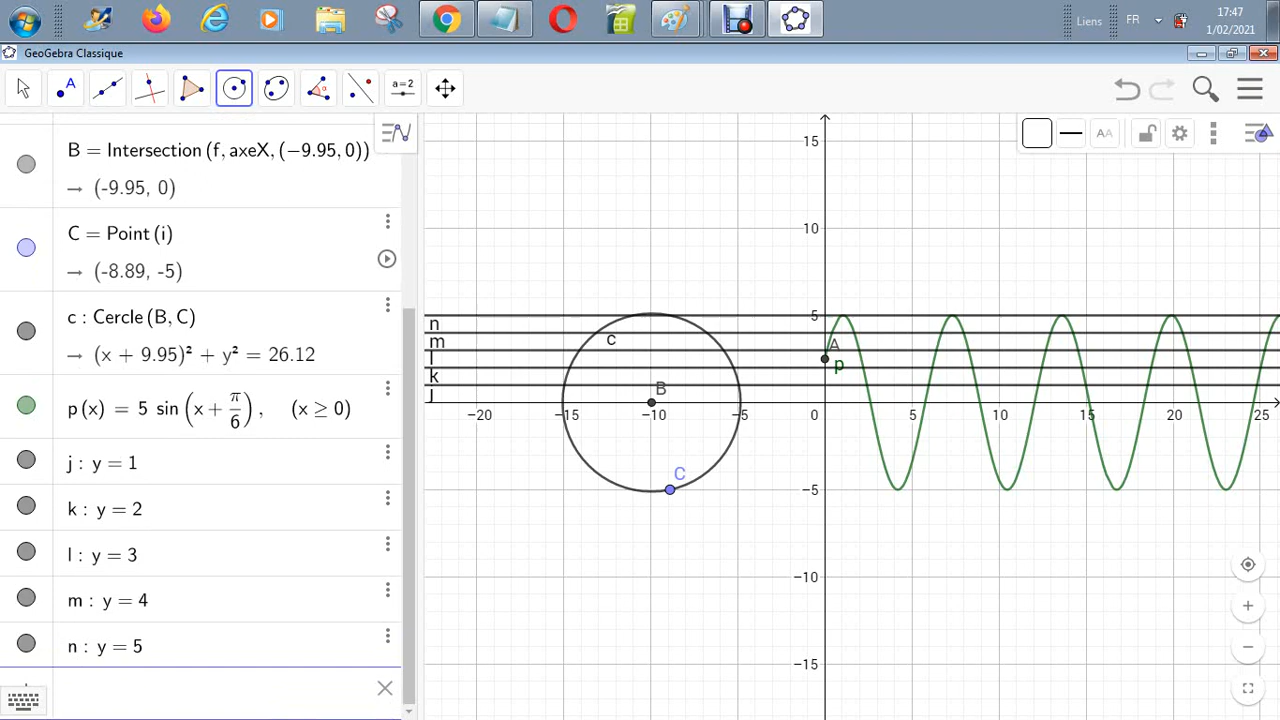 Liens FR 17:47
1/02/2021
GeoGebra Classique
a=2
AA
B = Intersection (f, axeX, (−9.95, 0))
→ (-9.95, 0)
C = Point (i)
→ (-8.89, -5)
c : Cercle (B, C)
→ (x + 9.95)² + y² = 26.12
p(x) = 5 sin(x + π/6), (x ≥ 0)
j : y = 1
k : y = 2
l : y = 3
m : y = 4
n : y = 5
15
10
5
n
m
l
k
j
c
A
p
B
−20 −15 −10 −5 0 5 10 15 20 25
C
−5
−10
−15